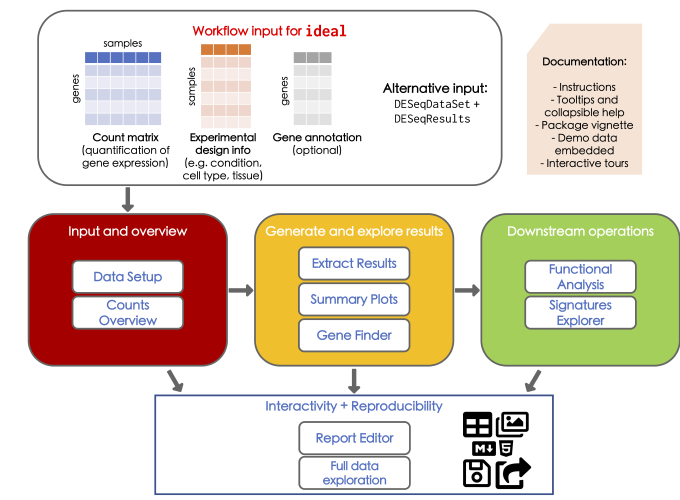 Workflow input for ideal
samples
genes
Count matrix
(quantification of
gene expression)
samples
Experimental
design info
(e.g. condition,
cell type, tissue)
genes
Gene annotation
(optional)
Alternative input:
DESeqDataSet +
DESeqResults
Documentation:
- Instructions
- Tooltips and
collapsible help
- Package vignette
- Demo data
embedded
- Interactive tours
Input and overview
Data Setup
Counts
Overview
Generate and explore results
Extract Results
Summary Plots
Gene Finder
Downstream operations
Functional
Analysis
Signatures
Explorer
Interactivity + Reproducibility
Report Editor
Full data
exploration
M
5